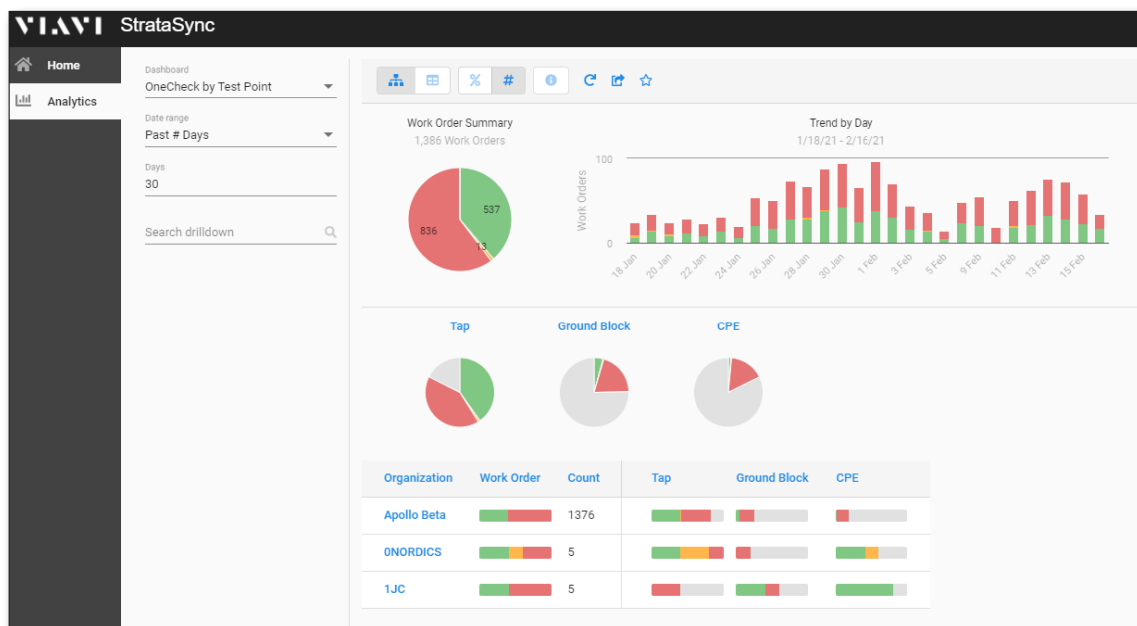 VIAVI StrataSync
Home
Analytics
Dashboard
OneCheck by Test Point
Date range
Past # Days
Days
30
Search drilldown
% #
Work Order Summary
1,386 Work Orders
537
836
13
Trend by Day
1/18/21 - 2/16/21
Work Orders
100
0
18 Jan 20 Jan 22 Jan 24 Jan 26 Jan 28 Jan 30 Jan 1 Feb 3 Feb 5 Feb 9 Feb 11 Feb 13 Feb 15 Feb
Tap Ground Block CPE
Organization Work Order Count Tap Ground Block CPE
Apollo Beta 1376
0NORDICS 5
1JC 5